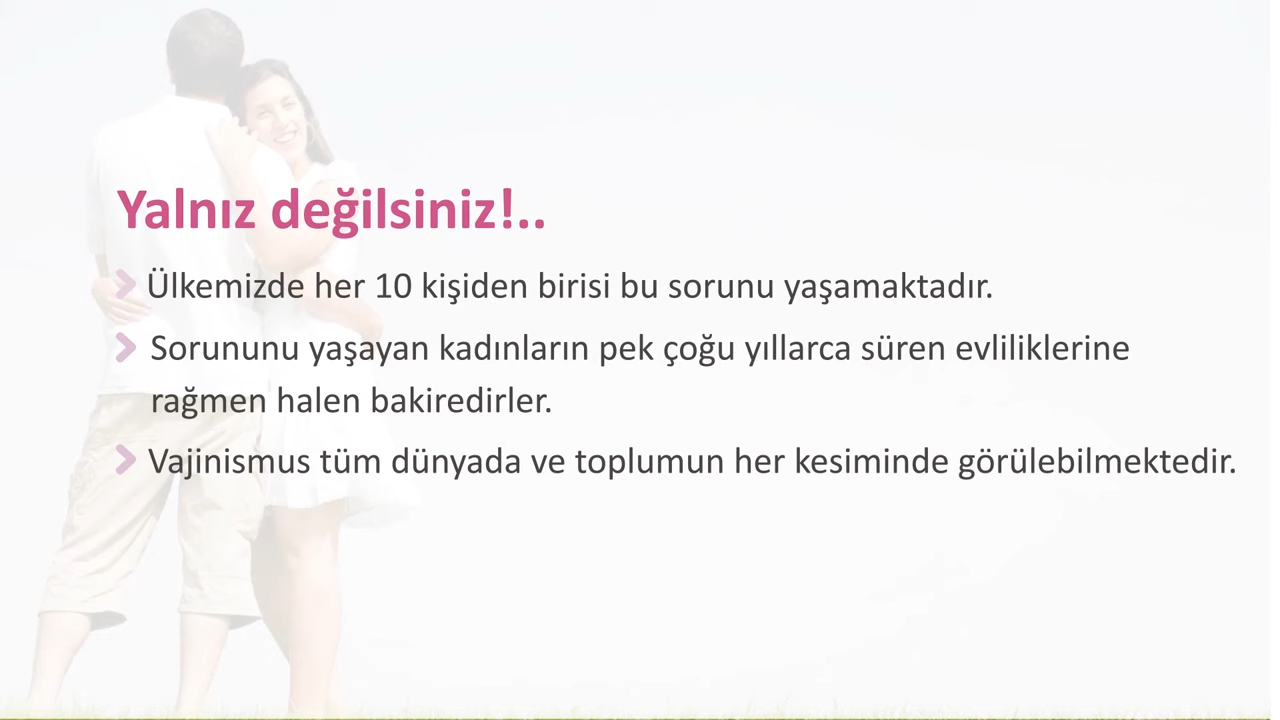 Yalnız değilsiniz!..
Ülkemizde her 10 kişiden birisi bu sorunu yaşamaktadır.
Sorununu yaşayan kadınların pek çoğu yıllarca süren evliliklerine
rağmen halen bakiredirler.
Vajinismus tüm dünyada ve toplumun her kesiminde görülebilmektedir.